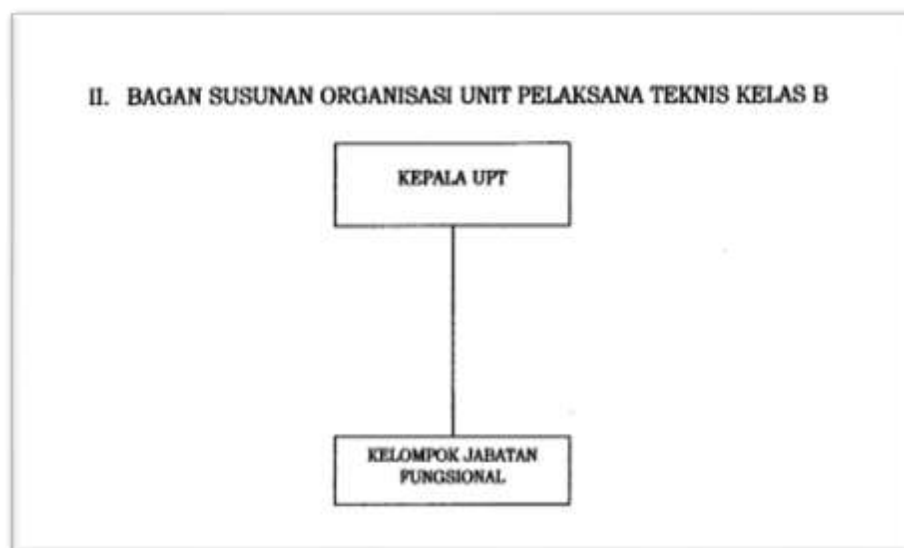 II. BAGAN SUSUNAN ORGANISASI UNIT PELAKSANA TEKNIS KELAS B
KEPALA UPT
KELOMPOK JABATAN
FUNGSIONAL